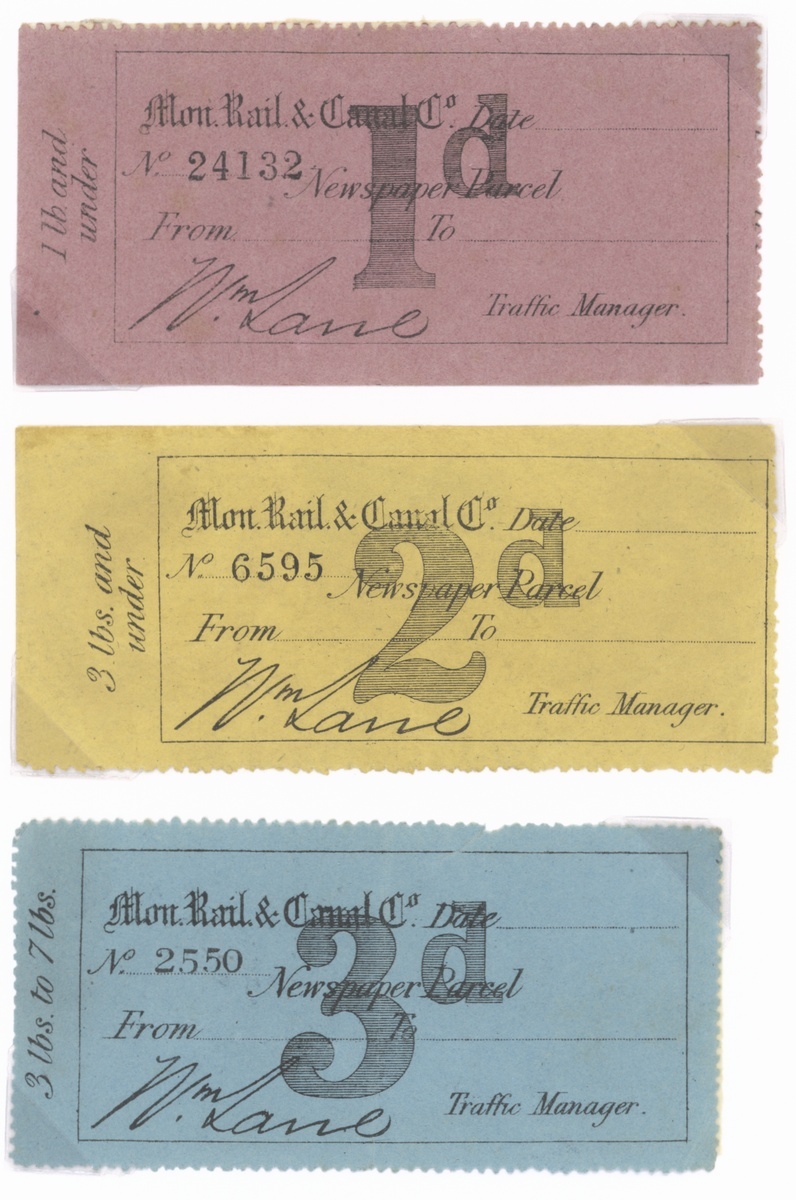 1 lb and
under
Mon. Rail. & Canal Cº. Date
Nº. 24132
1d
Newspaper Parcel
From To
Wm. Lane
Traffic Manager.
3 lbs. and
under
Mon. Rail. & Canal Cº. Date
Nº 6595
2d
Newspaper Parcel
From To
Wm. Lane
Traffic Manager.
3 lbs. to 7 lbs.
Mon. Rail. & Canal Cº. Date
Nº. 2550
3d
Newspaper Parcel
From To
Wm. Lane
Traffic Manager.